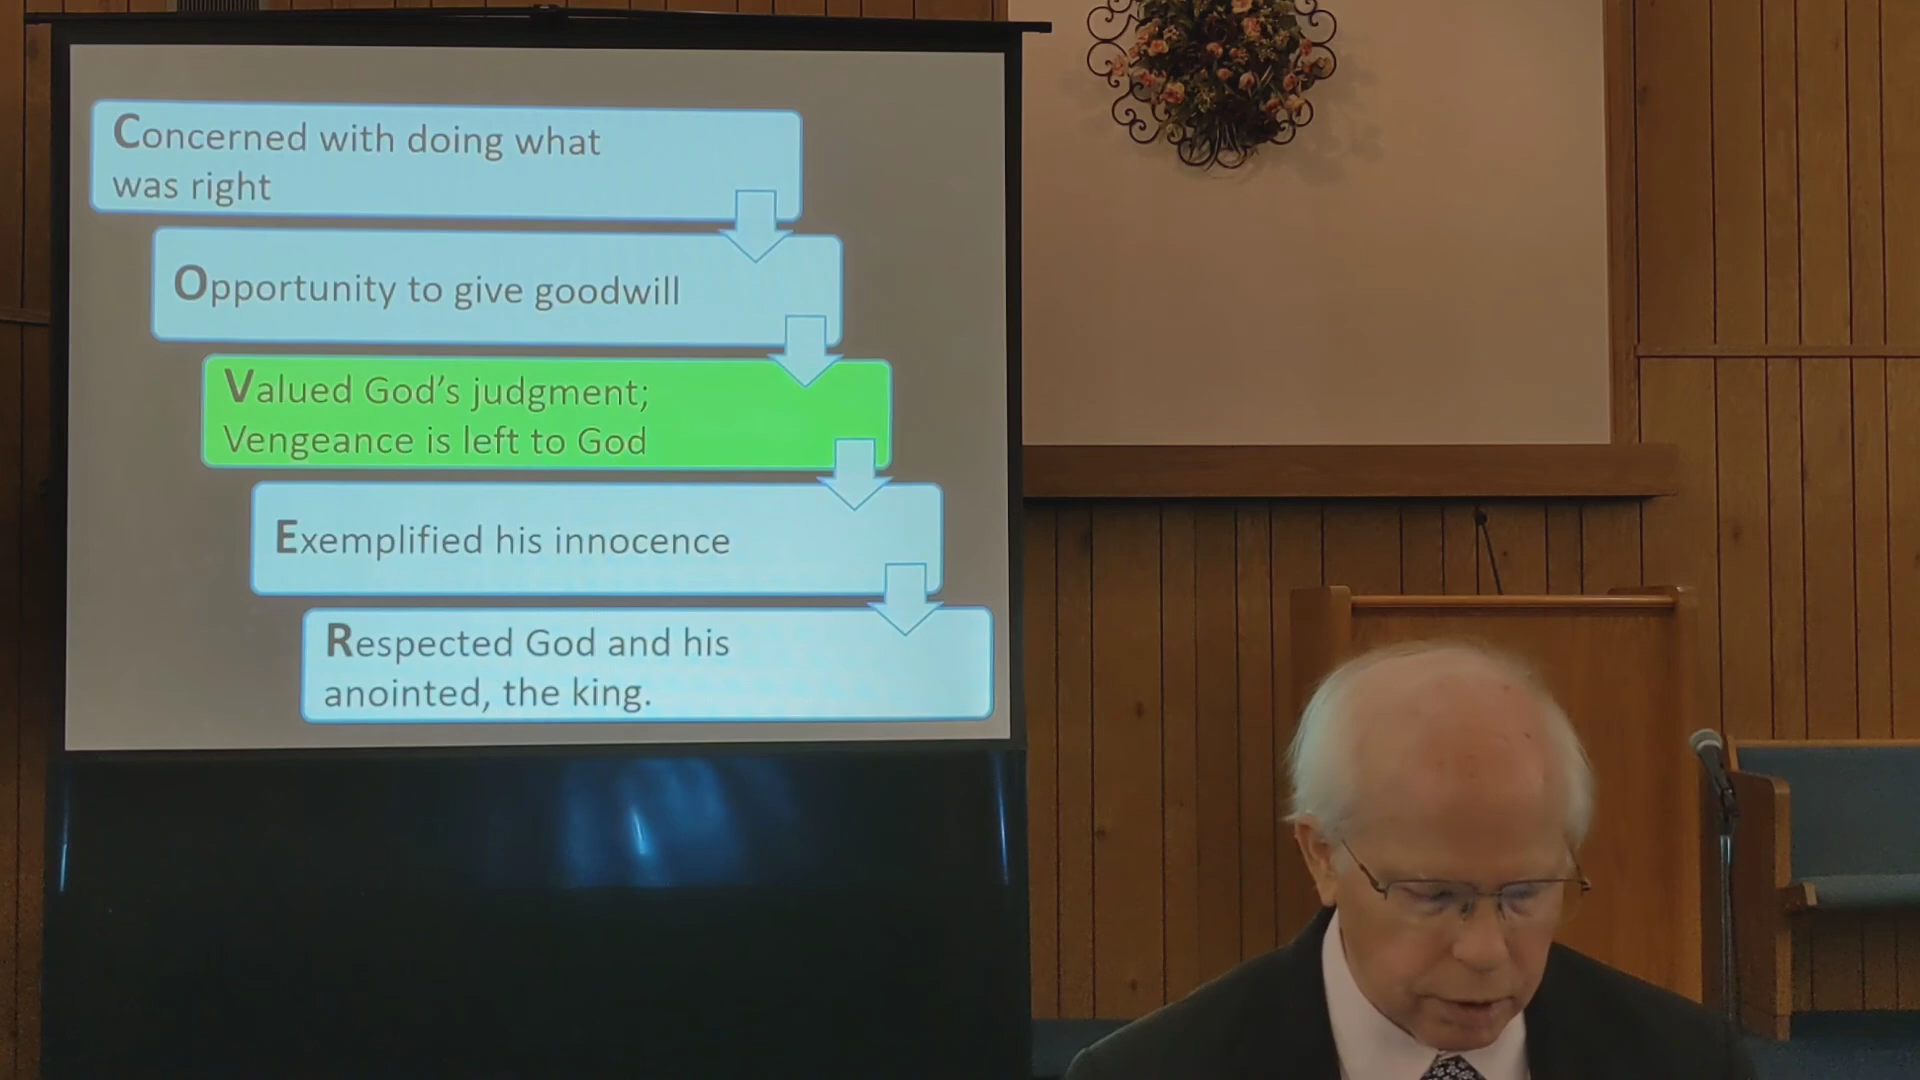 Concerned with doing what
was right
Opportunity to give goodwill
Valued God's judgment;
Vengeance is left to God
Exemplified his innocence
Respected God and his
anointed, the king.